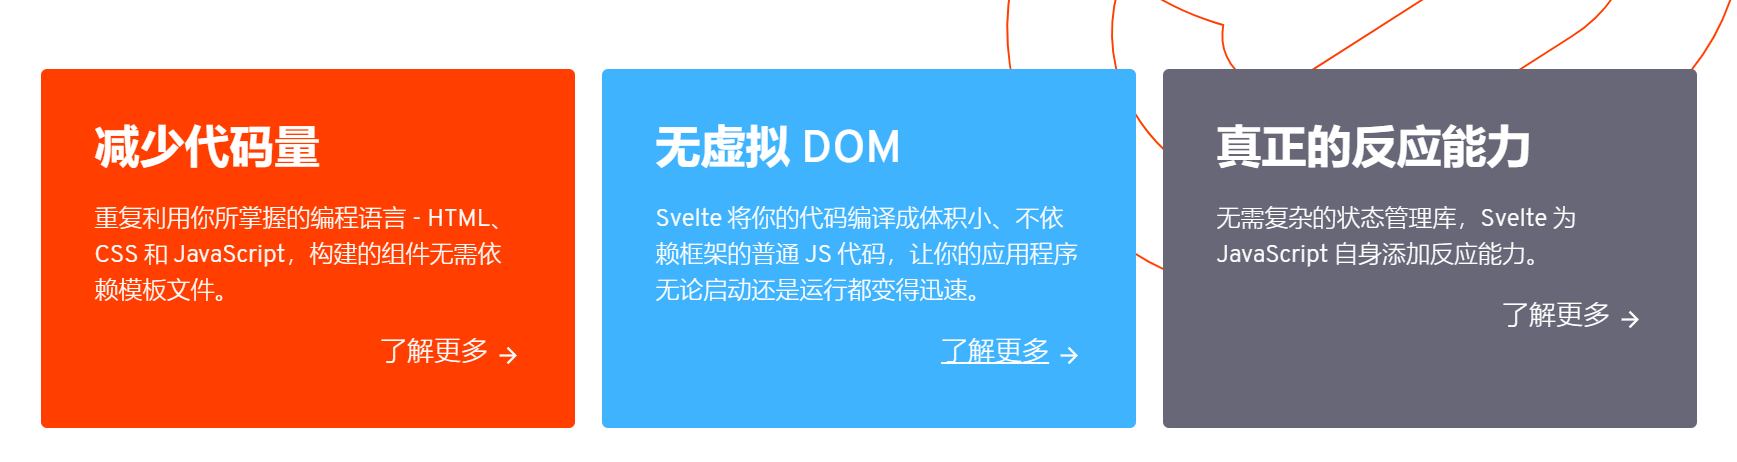 减少代码量
重复利用你所掌握的编程语言 - HTML、
CSS 和 JavaScript，构建的组件无需依
赖模板文件。
了解更多 →
无虚拟 DOM
Svelte 将你的代码编译成体积小、不依
赖框架的普通 JS 代码，让你的应用程序
无论启动还是运行都变得迅速。
了解更多 →
真正的反应能力
无需复杂的状态管理库，Svelte 为
JavaScript 自身添加反应能力。
了解更多 →